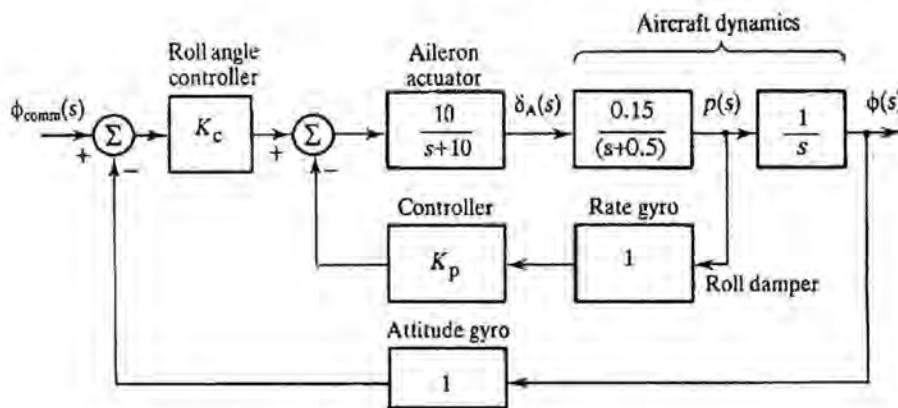 Aircraft dynamics
Roll angle
controller
Aileron
actuator
ϕcomm(s)
+
−
Σ
Kc
+
−
Σ
10
s+10
δA(s)
0.15
(s+0.5)
p(s)
1
s
ϕ(s)
Controller
Rate gyro
Kp
1
Roll damper
Attitude gyro
1